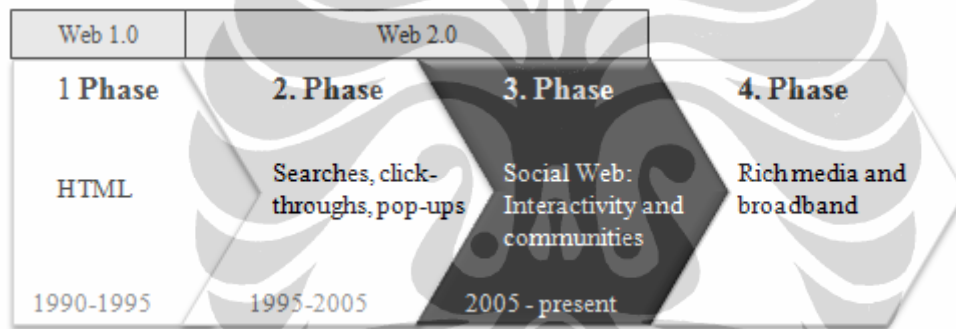 Web 1.0
Web 2.0
1 Phase
HTML
1990-1995
2. Phase
Searches, click-
throughs, pop-ups
1995-2005
3. Phase
Social Web:
Interactivity and
communities
2005 - present
4. Phase
Rich media and
broadband